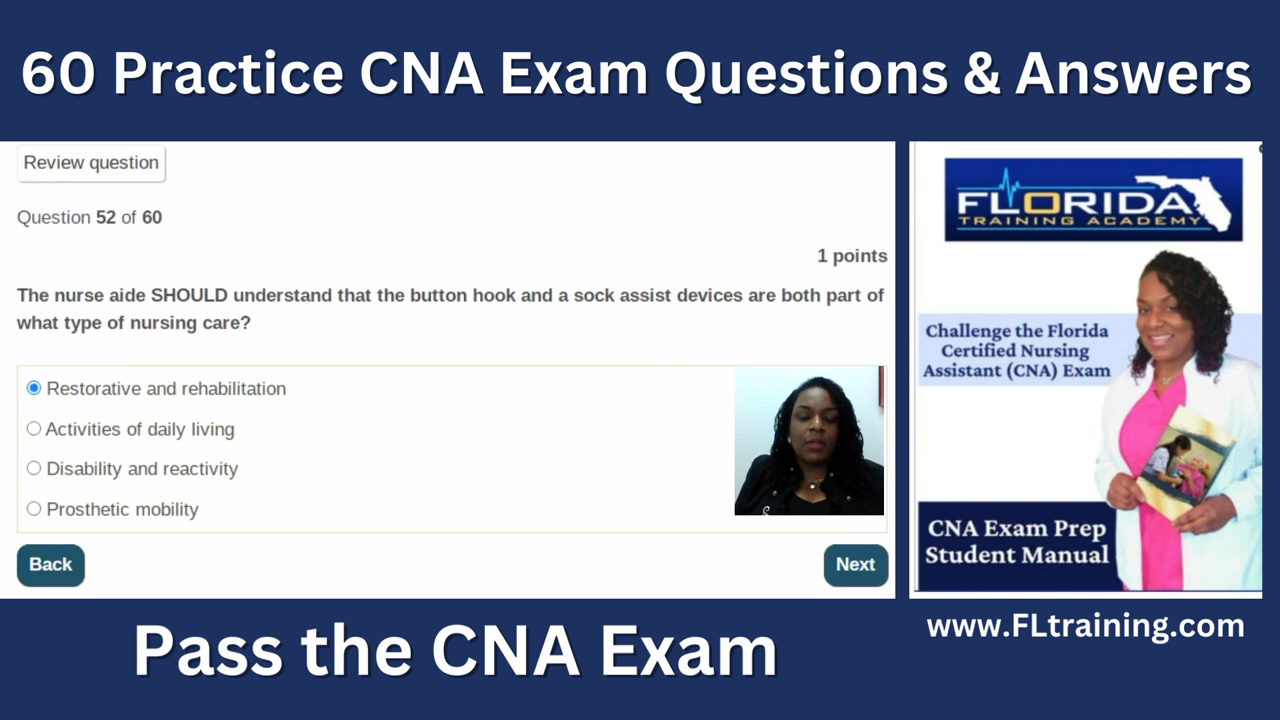 60 Practice CNA Exam Questions & Answers
Review question
Question 52 of 60
1 points
The nurse aide SHOULD understand that the button hook and a sock assist devices are both part of
what type of nursing care?
Restorative and rehabilitation
Activities of daily living
Disability and reactivity
Prosthetic mobility
Back
Next
FLORIDA
TRAINING ACADEMY
Challenge the Florida
Certified Nursing
Assistant (CNA) Exam
CNA Exam Prep
Student Manual
Pass the CNA Exam
www.FLtraining.com